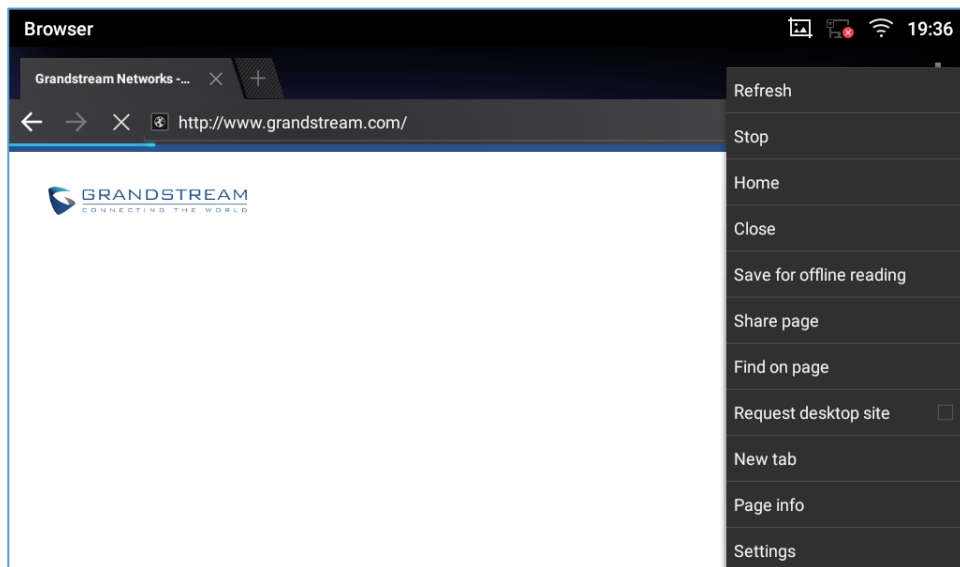 Browser
19:36
Grandstream Networks -...
http://www.grandstream.com/
GRANDSTREAM
CONNECTING THE WORLD
Refresh
Stop
Home
Close
Save for offline reading
Share page
Find on page
Request desktop site
New tab
Page info
Settings